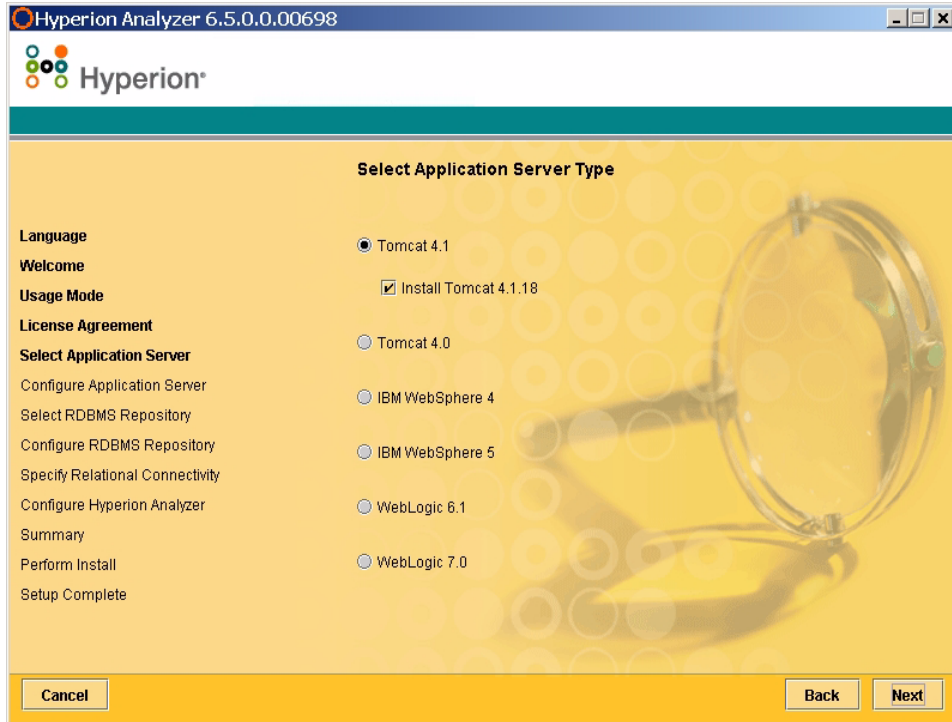 Hyperion Analyzer 6.5.0.0.00698
Hyperion®
Select Application Server Type
Language
Welcome
Usage Mode
License Agreement
Select Application Server
Configure Application Server
Select RDBMS Repository
Configure RDBMS Repository
Specify Relational Connectivity
Configure Hyperion Analyzer
Summary
Perform Install
Setup Complete
Tomcat 4.1
Install Tomcat 4.1.18
Tomcat 4.0
IBM WebSphere 4
IBM WebSphere 5
WebLogic 6.1
WebLogic 7.0
Cancel
Back
Next